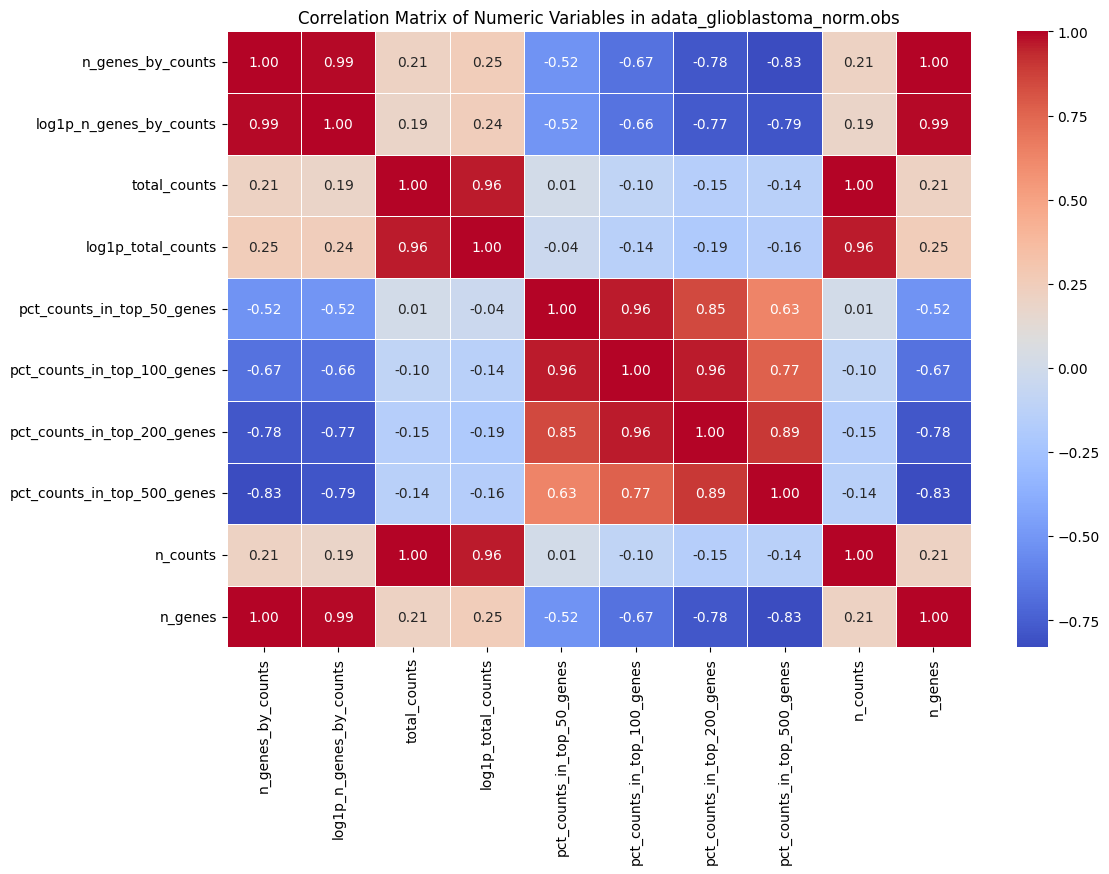 Correlation Matrix of Numeric Variables in adata_glioblastoma_norm.obs
n_genes_by_counts 1.00 0.99 0.21 0.25 -0.52 -0.67 -0.78 -0.83 0.21 1.00
log1p_n_genes_by_counts 0.99 1.00 0.19 0.24 -0.52 -0.66 -0.77 -0.79 0.19 0.99
total_counts 0.21 0.19 1.00 0.96 0.01 -0.10 -0.15 -0.14 1.00 0.21
log1p_total_counts 0.25 0.24 0.96 1.00 -0.04 -0.14 -0.19 -0.16 0.96 0.25
pct_counts_in_top_50_genes -0.52 -0.52 0.01 -0.04 1.00 0.96 0.85 0.63 0.01 -0.52
pct_counts_in_top_100_genes -0.67 -0.66 -0.10 -0.14 0.96 1.00 0.96 0.77 -0.10 -0.67
pct_counts_in_top_200_genes -0.78 -0.77 -0.15 -0.19 0.85 0.96 1.00 0.89 -0.15 -0.78
pct_counts_in_top_500_genes -0.83 -0.79 -0.14 -0.16 0.63 0.77 0.89 1.00 -0.14 -0.83
n_counts 0.21 0.19 1.00 0.96 0.01 -0.10 -0.15 -0.14 1.00 0.21
n_genes 1.00 0.99 0.21 0.25 -0.52 -0.67 -0.78 -0.83 0.21 1.00
n_genes_by_counts
log1p_n_genes_by_counts
total_counts
log1p_total_counts
pct_counts_in_top_50_genes
pct_counts_in_top_100_genes
pct_counts_in_top_200_genes
pct_counts_in_top_500_genes
n_counts
n_genes
1.00
0.75
0.50
0.25
0.00
−0.25
−0.50
−0.75